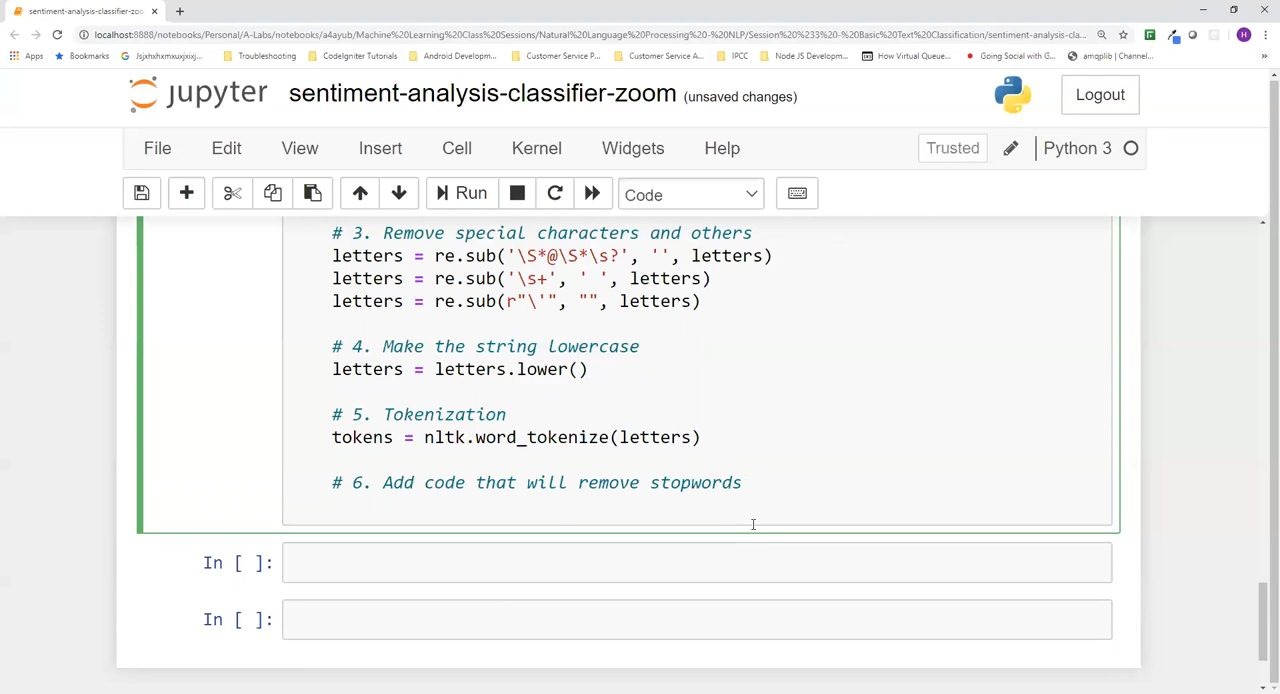 sentiment-analysis-classifier-zoo
localhost:8888/notebooks/Personal/A-Labs/notebooks/a4ayub/Machine%20Learning%20Class%20Sessions/Natural%20Language%20Processing%20-%20NLP/Session%20%233%20-%20Basic%20Text%20Classification/sentiment-analysis-cla...
Apps Bookmarks Jsjxhxhxmxuxjxixj... Troubleshooting CodeIgniter Tutorials Android Developm... Customer Service P... Customer Service A... IPCC Node JS Developm... How Virtual Queue... Going Social with G... amqplib | Channel... »
jupyter sentiment-analysis-classifier-zoom (unsaved changes) Logout
File Edit View Insert Cell Kernel Widgets Help Trusted Python 3
Run Code
# 3. Remove special characters and others
letters = re.sub('\S*@\S*\s?', '', letters)
letters = re.sub('\s+', ' ', letters)
letters = re.sub(r"\'", "", letters)
# 4. Make the string lowercase
letters = letters.lower()
# 5. Tokenization
tokens = nltk.word_tokenize(letters)
# 6. Add code that will remove stopwords
In [ ]:
In [ ]: